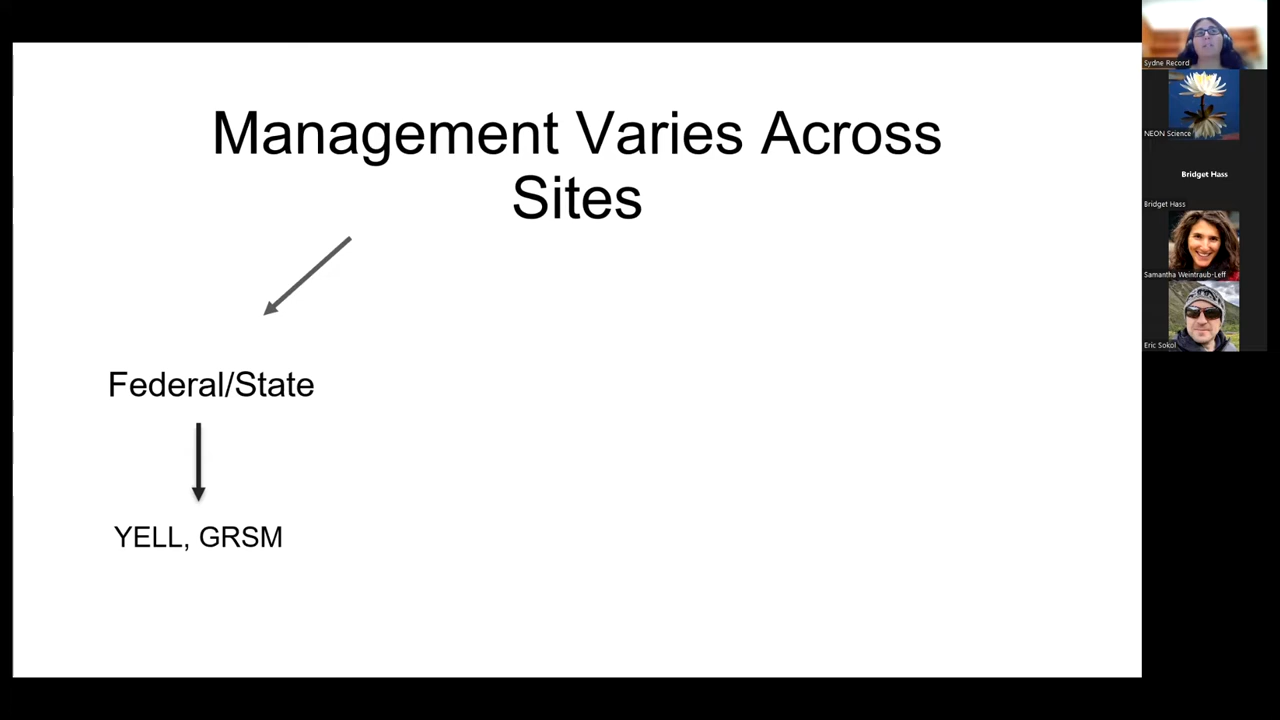 Management Varies Across
Sites
Federal/State
YELL, GRSM
Sydne Record
NEON Science
Bridget Hass
Bridget Hass
Samantha Weintraub-Leff
Eric Sokol